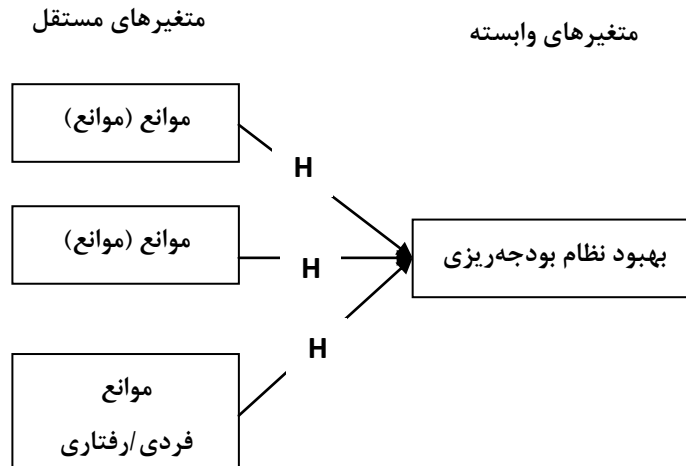 متغیرهای مستقل
متغیرهای وابسته
موانع (موانع)
H
موانع (موانع)
H
بهبود نظام بودجه‌ریزی
H
موانع
فردی/رفتاری